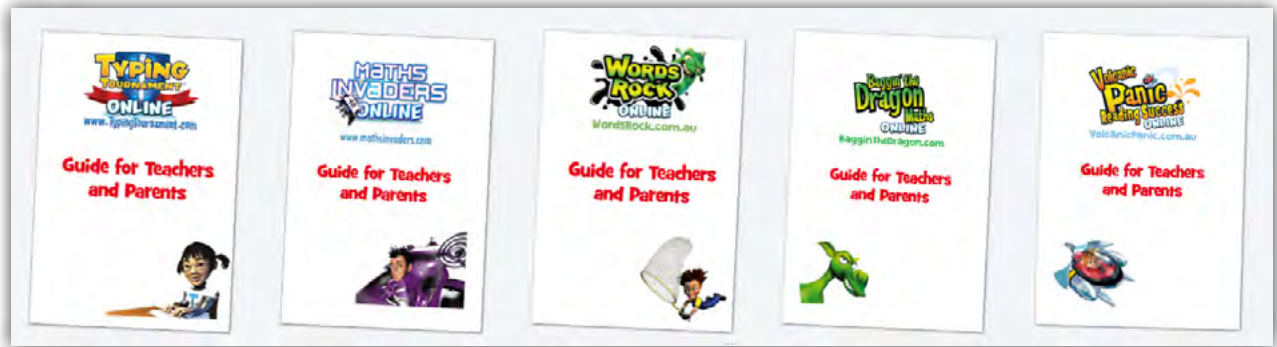 TYPING
TOURNAMENT
ONLINE
www.TypingTournament.com
Guide for Teachers
and Parents
MATHS
INVADERS
ONLINE
www.mathsinvaders.com
Guide for Teachers
and Parents
WORDS
ROCK
ONLINE
WordsRock.com.au
Guide for Teachers
and Parents
Baggin' the
Dragon
Maths
ONLINE
BagginTheDragon.com
Guide for Teachers
and Parents
Volcanic
Panic
Reading Success
ONLINE
VolcanicPanic.com.au
Guide for Teachers
and Parents